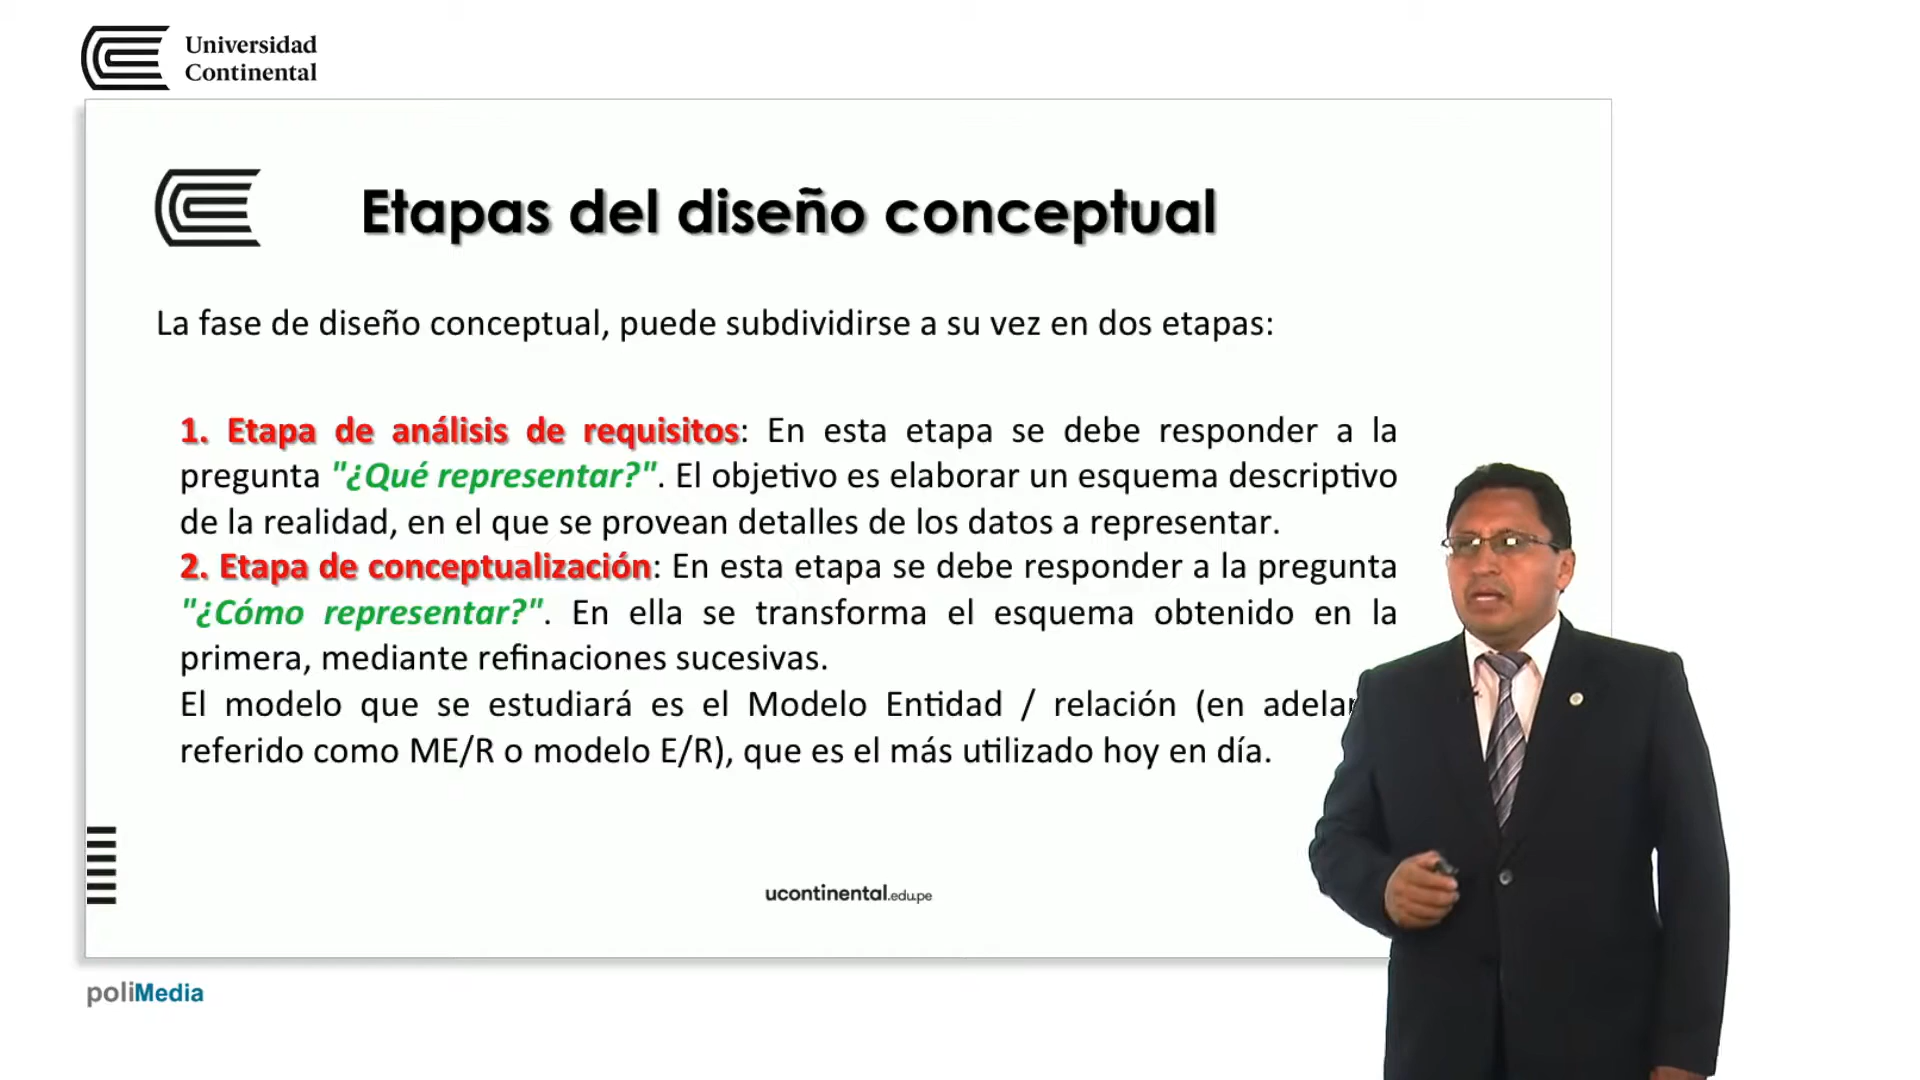 Universidad
Continental
Etapas del diseño conceptual
La fase de diseño conceptual, puede subdividirse a su vez en dos etapas:
1. Etapa de análisis de requisitos: En esta etapa se debe responder a la
pregunta "¿Qué representar?". El objetivo es elaborar un esquema descriptivo
de la realidad, en el que se provean detalles de los datos a representar.
2. Etapa de conceptualización: En esta etapa se debe responder a la pregunta
"¿Cómo representar?". En ella se transforma el esquema obtenido en la
primera, mediante refinaciones sucesivas.
El modelo que se estudiará es el Modelo Entidad / relación (en
referido como ME/R o modelo E/R), que es el más utilizado hoy en día.
ucontinental.edu.pe
poliMedia